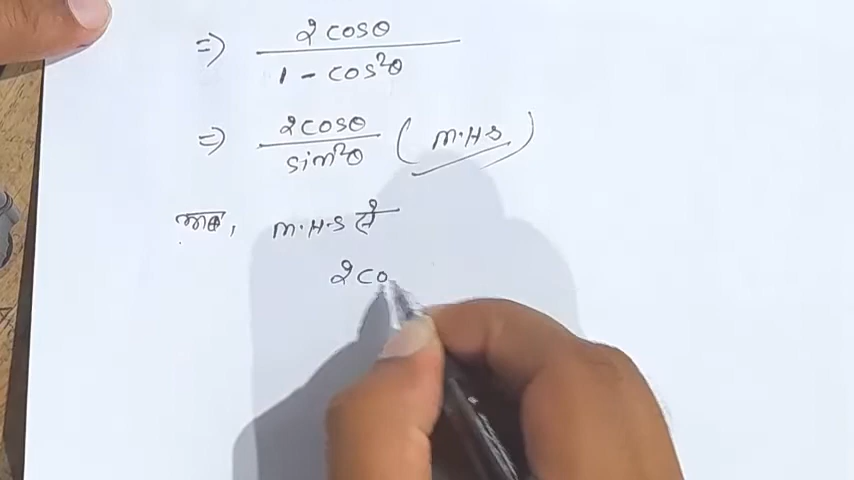 ⇒ 2cosθ / 1 - cos²θ
⇒ 2cosθ / sin²θ (M.H.S)
अब, M.H.S से
2co